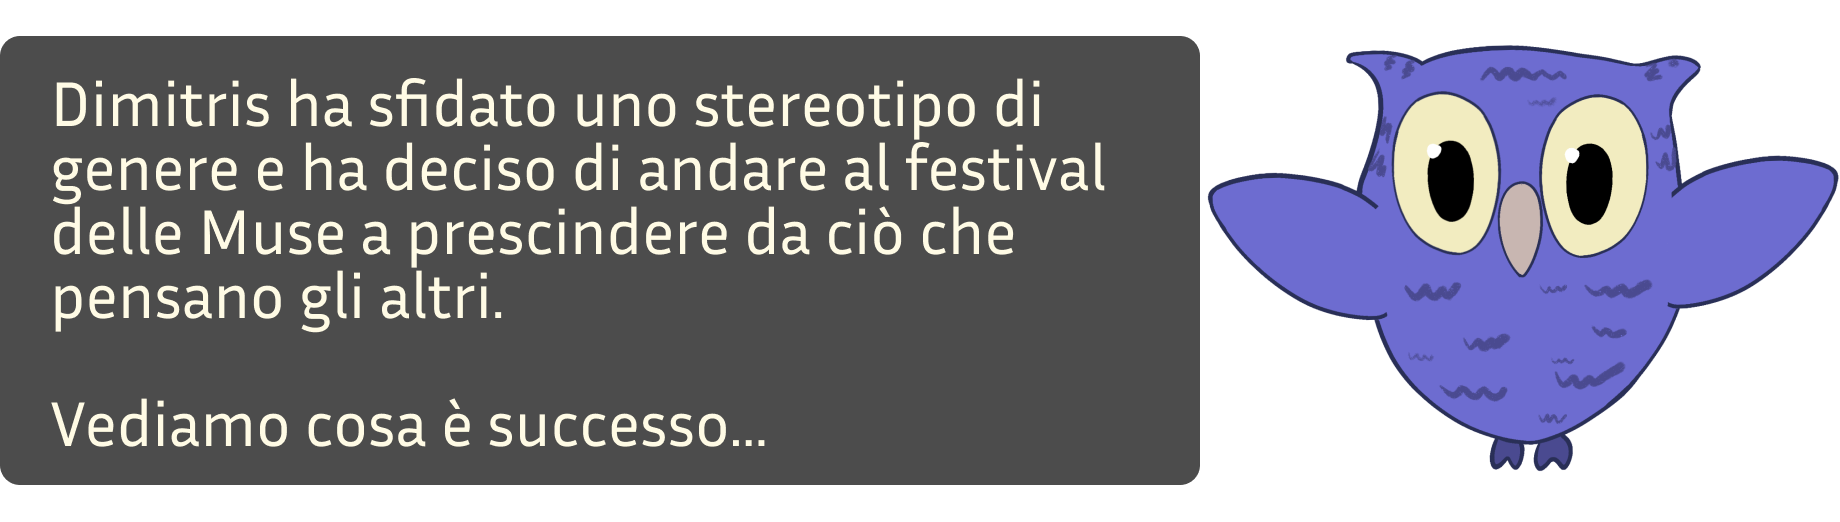 Dimitris ha sfidato uno stereotipo di
genere e ha deciso di andare al festival
delle Muse a prescindere da ciò che
pensano gli altri.
Vediamo cosa è successo...